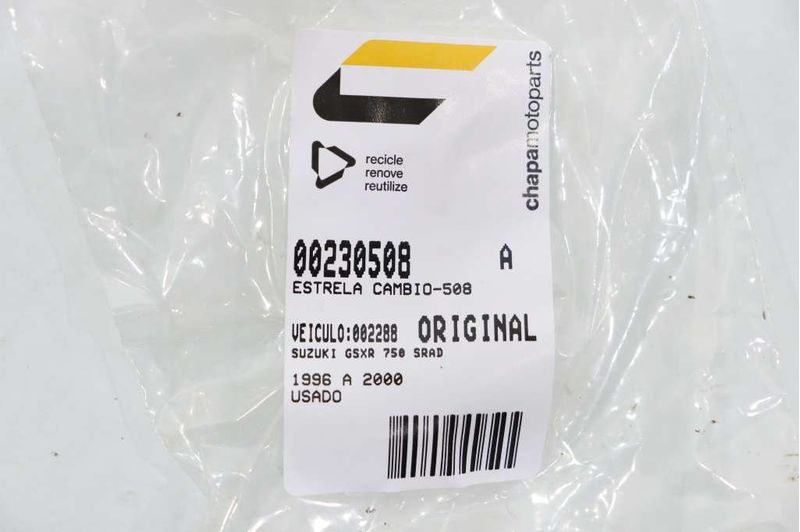 chapamotoparts
recicle
renove
reutilize
00230508 A
ESTRELA CAMBIO-508
VEICULO:002288 ORIGINAL
SUZUKI GSXR 750 SRAD
1996 A 2000
USADO